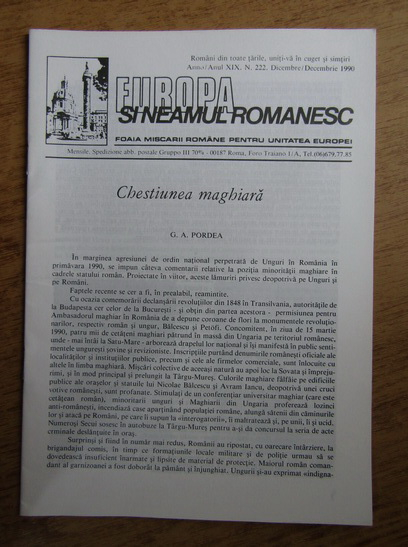 Români din toate țările, uniți-vă în cuget și simțiri
Anno/Anul XIX, N. 222, Dicembre/Decembrie 1990
EUROPA
SI NEAMUL ROMANESC
FOAIA MISCARII ROMÂNE PENTRU UNITATEA EUROPEI
Mensile. Spedizione abb. postale Gruppo III 70% - 00187 Roma, Foro Traiano 1/A, Tel.(06)679.77.85
Chestiunea maghiară
G. A. PORDEA
În marginea agresiunei de ordin național perpetrată de Unguri în România în
primăvara 1990, se impun câteva comentarii relative la poziția minorității maghiare în
cadrele statului român. Proiectate în viitor, aceste lămuriri privesc deopotrivă pe Unguri și
pe Români.
Faptele recente se cer a fi, în prealabil, reamintite.
Cu ocazia comemorării declanșării revoluțiilor din 1848 în Transilvania, autoritățile de
la Budapesta cer celor de la București - și obțin din partea acestora - permisiunea pentru
Ambasadorul maghiar în România de a depune coroane de flori la monumentele revoluțio-
narilor, respectiv român și ungur, Bălcescu și Petöfi. Concomitent, în ziua de 15 martie
1990, patru mii de cetățeni maghiari pătrund în masă din Ungaria pe teritoriul românesc,
unde - mai încăi la Satu-Mare - arborează drapelul lor național și își manifestă în public senti-
mentele asupra șovine și revizioniste. Inscripțiile purtând denumirile românești oficiale ale
localităților și instituțiilor publice, precum și cele ale firmelor comerciale, sunt înlocuite cu
altele în limba maghiară. Mișcări colective de aceeași natură au apoi loc la Sovata și împreju-
rimi, și în mod principal și prelungit la Târgu-Mureș. Culorile maghiare fâlfâie pe edificiile
publice ale orașelor și statuile lui Nicolae Bălcescu și Avram Iancu, deopotrivă eroi cruci
vitive românești, sunt profanate. Stimulați de un conferențiar universitar maghiar (care este
cetățean român), minoritarii unguri și Maghiarii din Ungaria proferează lozinci
anti-românești, incendiază case aparținând populației române, alungă sătenii din căminurile
lor și atacă pe Români, pe care îi supun la «interogatorii», îi maltratează și, pe unii, îi și ucid.
Numeroși Secui sosesc în autobuze la Târgu-Mureș pentru a-și da concursul la seria de acte
criminale deslănțuite în oraș.
Surprinși și fiind în număr mai redus, Românii au ripostat, cu oarecare întârziere, la
brigandajul comis, în timp ce formațiunile locale militare și de poliție urmau să se
dovedească insuficient înarmate și lipsite de material de protecție. Maiorul român coman-
dant al garnizoanei a fost doborât la pământ și înjunghiat. Ungurii și-au exprimat «indigna-